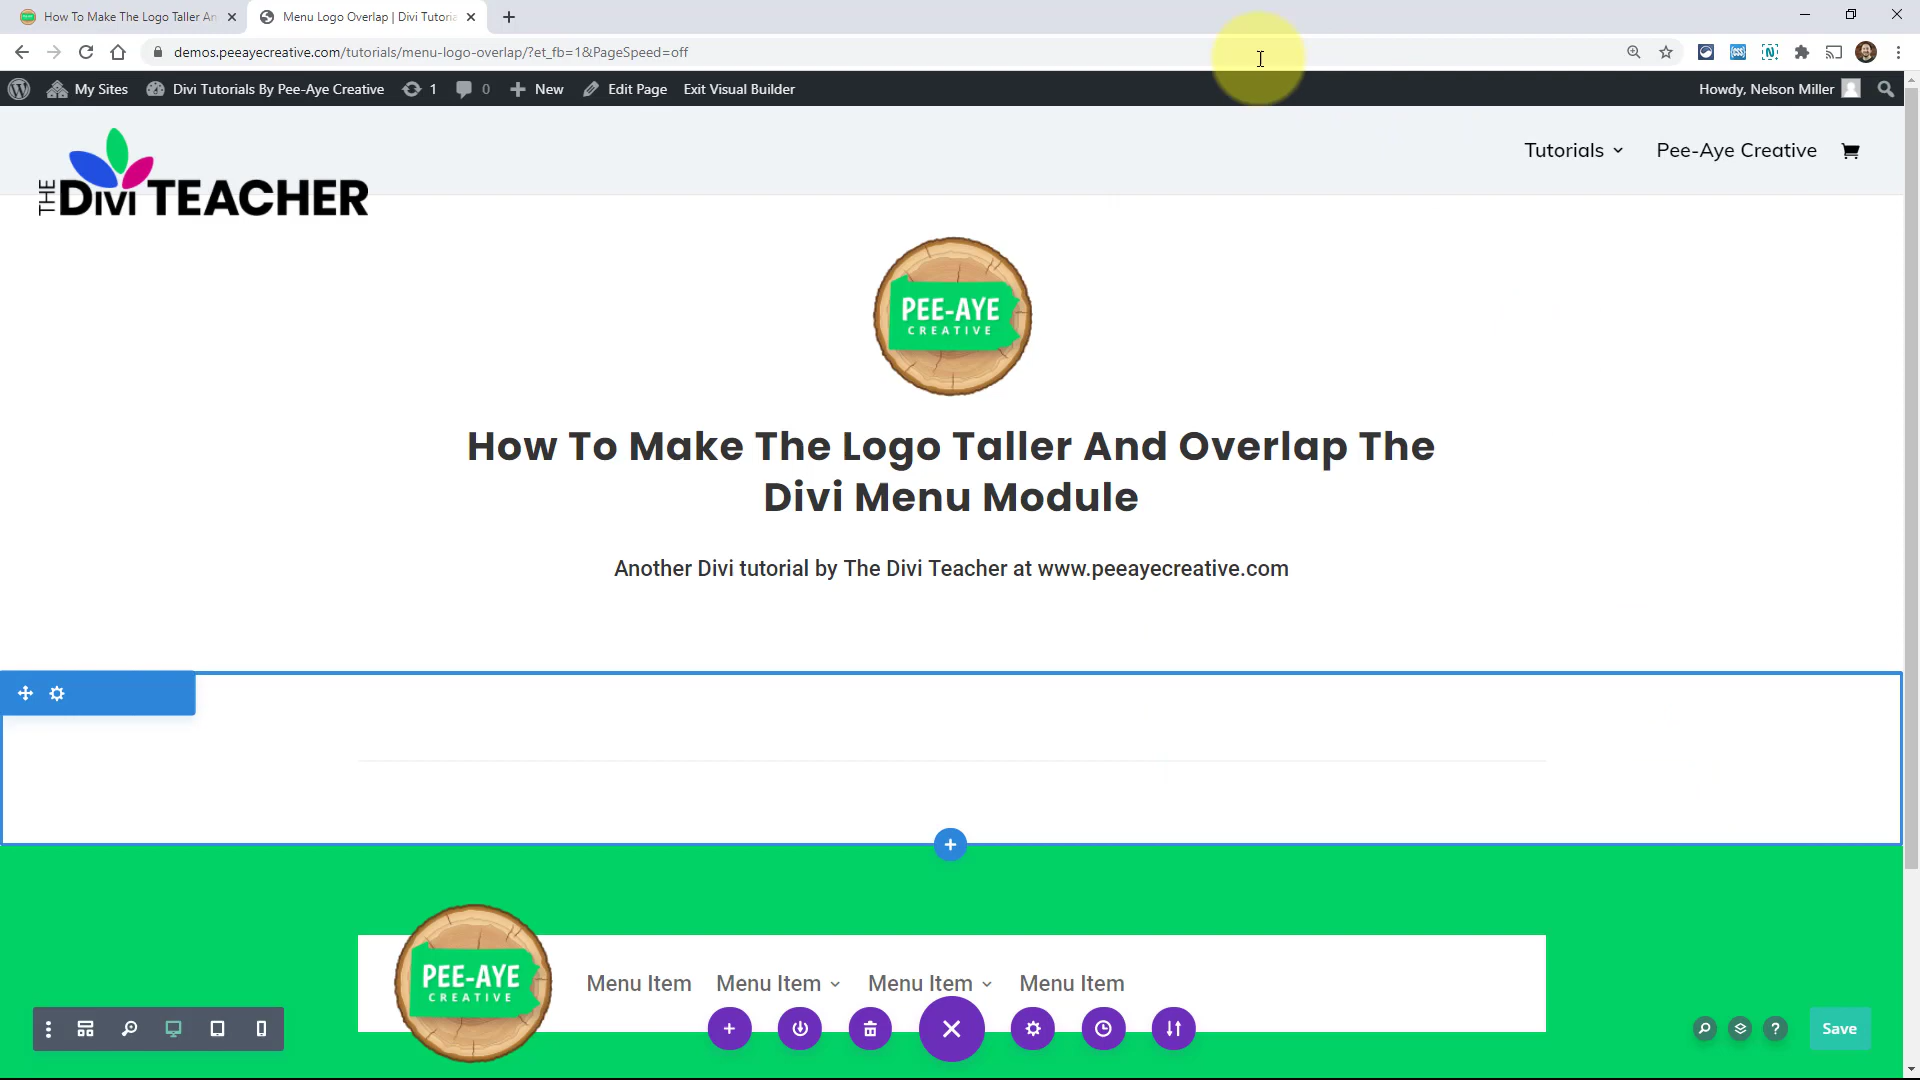 How To Make The Logo Taller An
Menu Logo Overlap | Divi Tutoria
demos.peeayecreative.com/tutorials/menu-logo-overlap/?et_fb=1&PageSpeed=off
My Sites
Divi Tutorials By Pee-Aye Creative
1
0
New
Edit Page
Exit Visual Builder
Howdy, Nelson Miller
THE DIVI TEACHER
Tutorials
Pee-Aye Creative
PEE-AYE
CREATIVE
How To Make The Logo Taller And Overlap The
Divi Menu Module
Another Divi tutorial by The Divi Teacher at www.peeayecreative.com
PEE-AYE
CREATIVE
Menu Item
Menu Item
Menu Item
Menu Item
?
Save